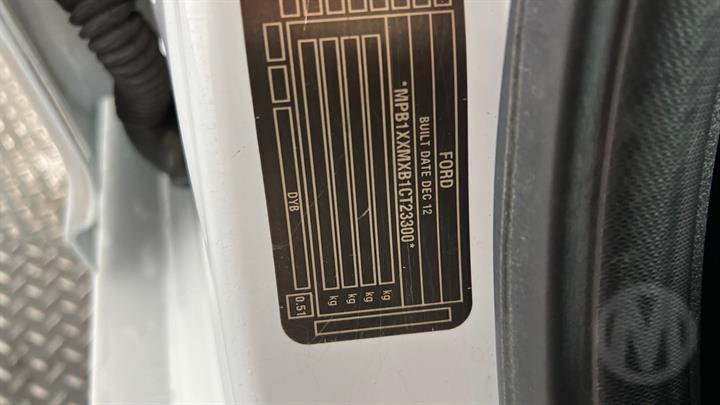 FORD
BUILT DATE DEC 12
*MPB1XXMXB1CT23300*
kg
kg
kg
kg
DYB
0.51
M